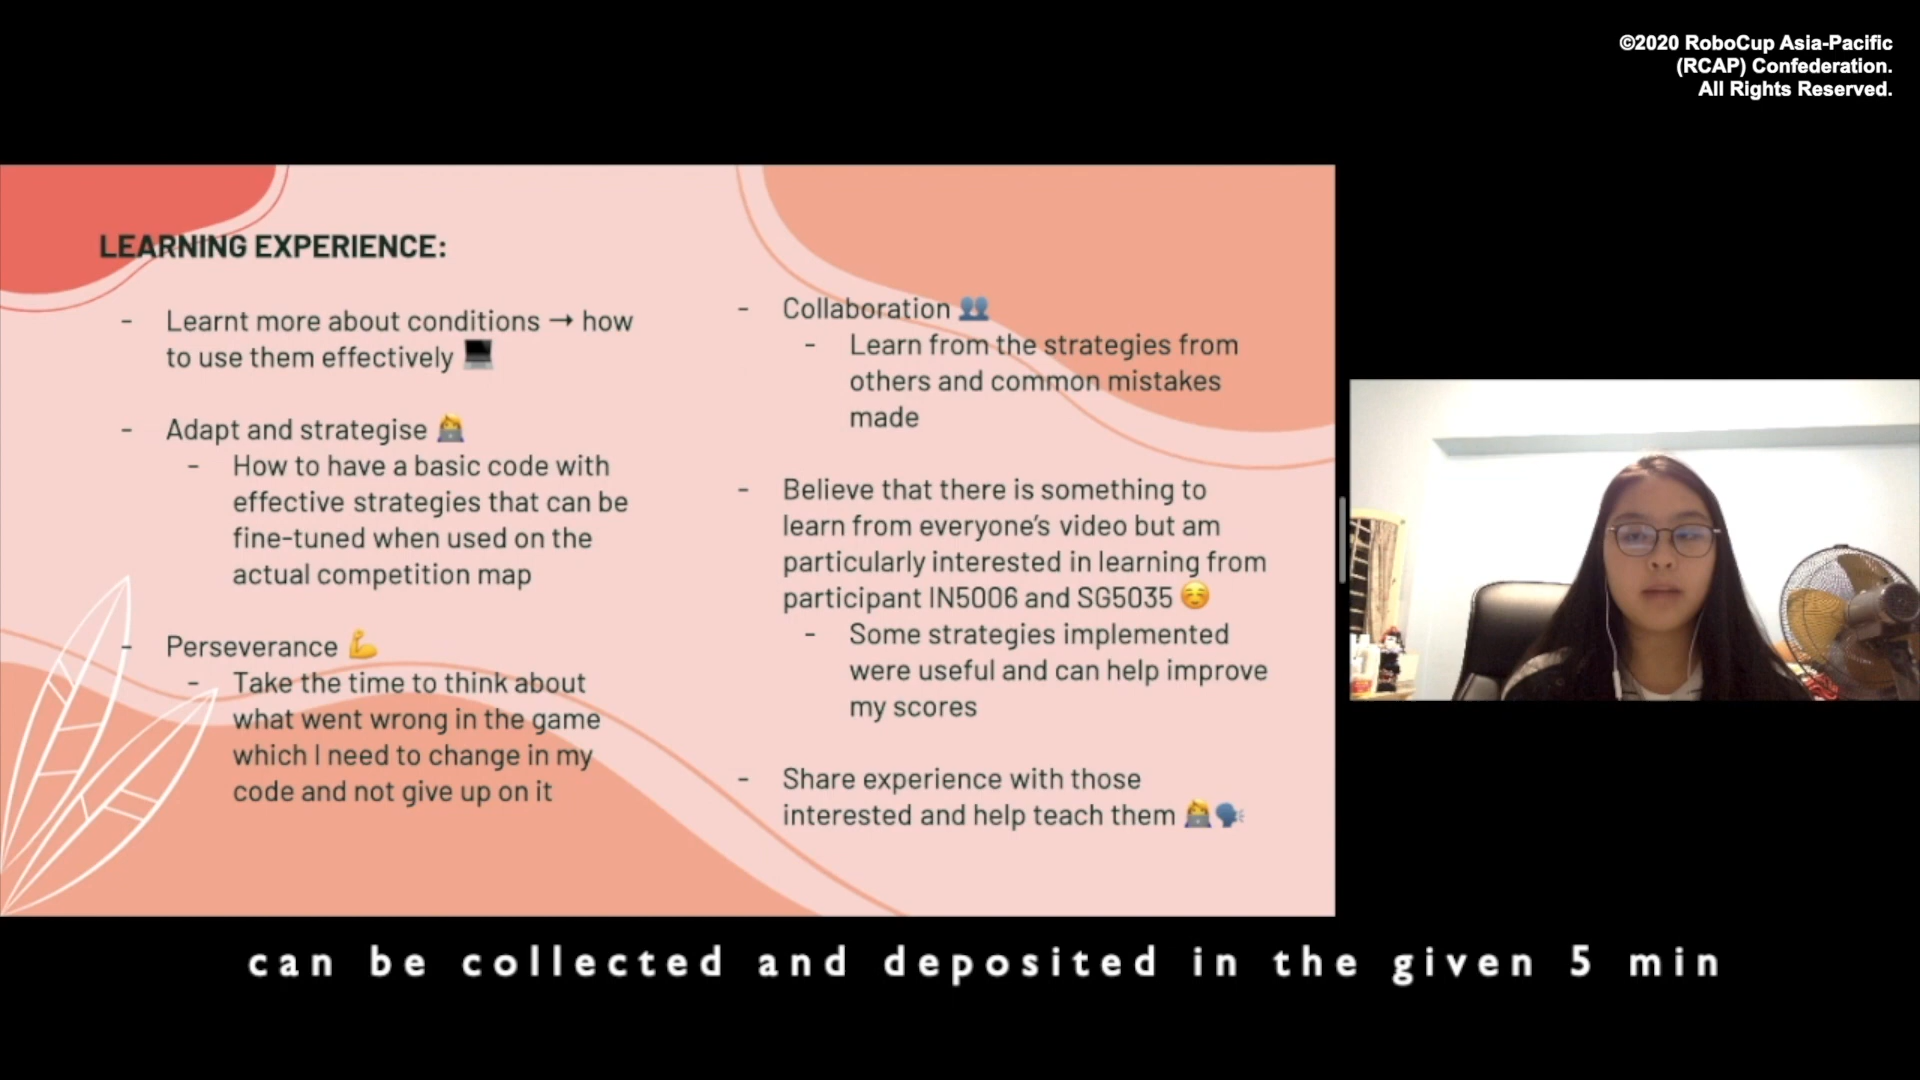 ©2020 RoboCup Asia-Pacific
(RCAP) Confederation.
All Rights Reserved.
LEARNING EXPERIENCE:
- Learnt more about conditions → how
to use them effectively 💻
- Adapt and strategise 👩‍💻
- How to have a basic code with
effective strategies that can be
fine-tuned when used on the
actual competition map
- Perseverance 💪
- Take the time to think about
what went wrong in the game
which I need to change in my
code and not give up on it
- Collaboration 👥
- Learn from the strategies from
others and common mistakes
made
- Believe that there is something to
learn from everyone’s video but am
particularly interested in learning from
participant IN5006 and SG5035 ☺️
- Some strategies implemented
were useful and can help improve
my scores
- Share experience with those
interested and help teach them 👩‍💻🗣️
can be collected and deposited in the given 5 min